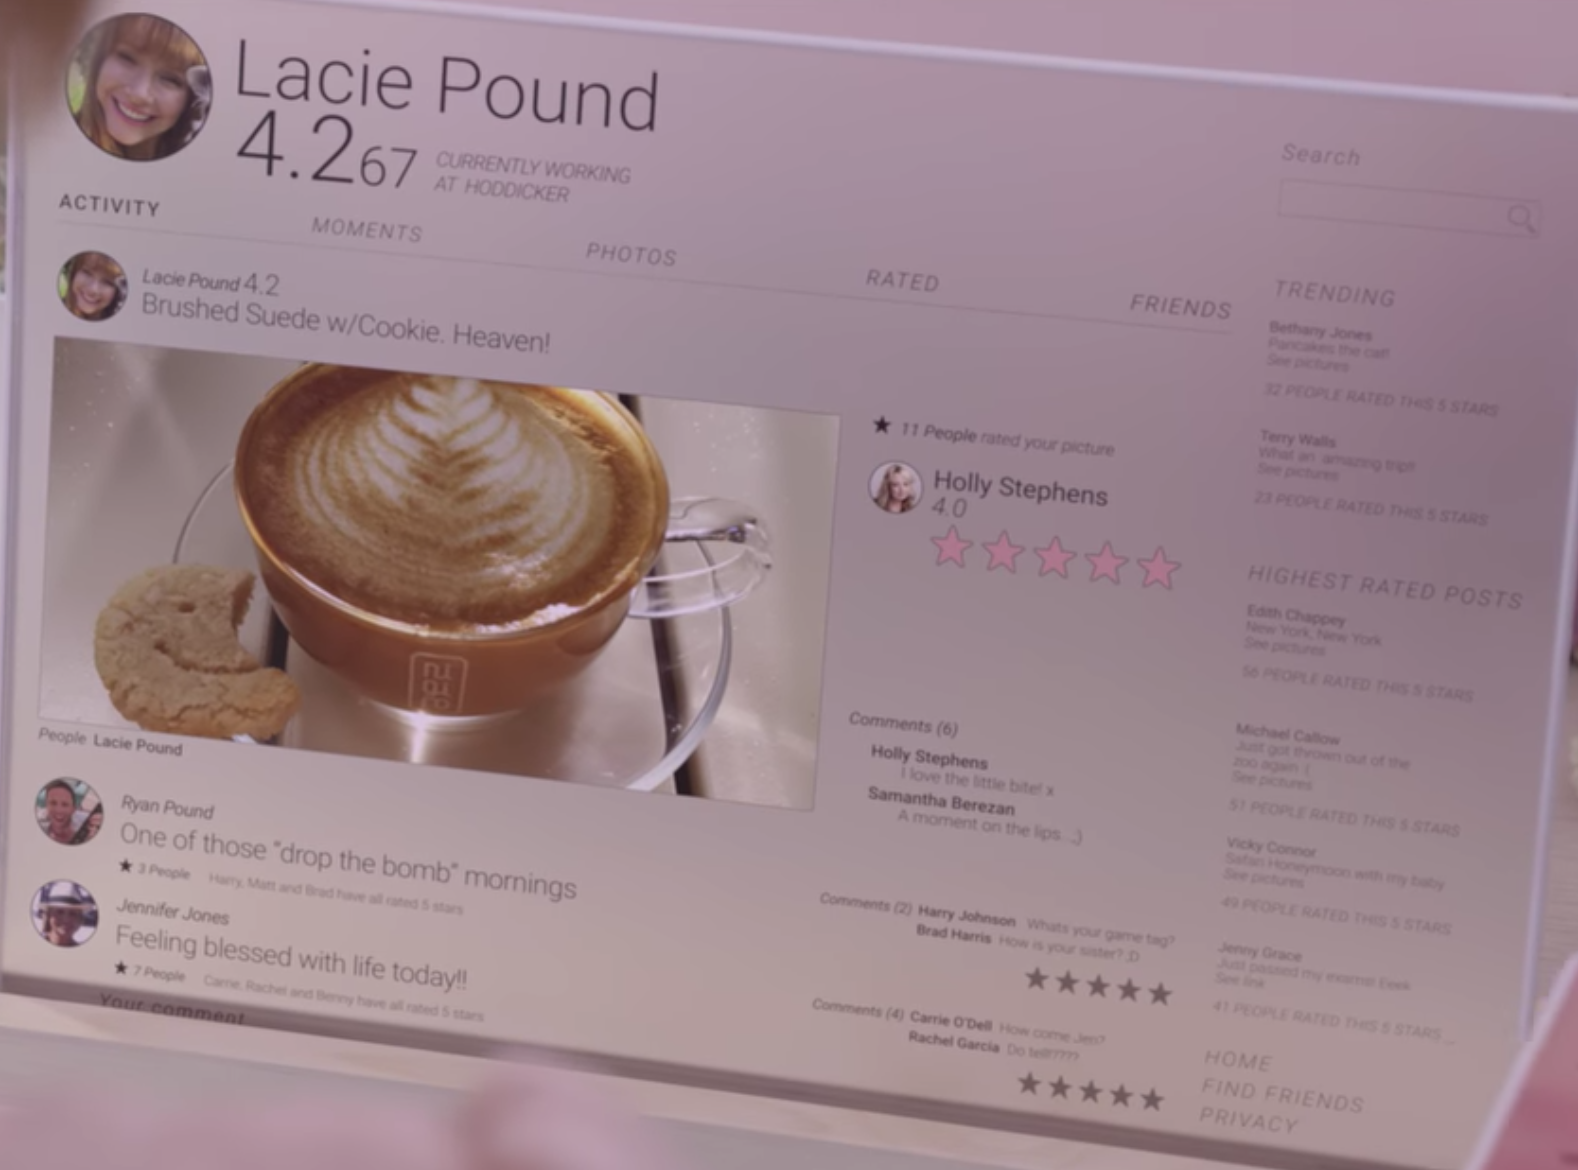 Lacie Pound
4.267
CURRENTLY WORKING
AT HODDICKER
ACTIVITY
MOMENTS
PHOTOS
RATED
FRIENDS
Lacie Pound 4.2
Brushed Suede w/Cookie. Heaven!
People Lacie Pound
★ 11 People rated your picture
Holly Stephens
4.0
Comments (6)
Holly Stephens
I love the little bite! x
Samantha Berezan
A moment on the lips... ;)
Ryan Pound
One of those "drop the bomb" mornings
★ 3 People Harry, Matt and Brad have all rated 5 stars
Comments (2) Harry Johnson Whats your game tag?
Brad Harris How is your sister? ;D
Jennifer Jones
Feeling blessed with life today!!
★ 7 People Carrie, Rachel and Benny have all rated 5 stars
Comments (4) Carrie O'Dell How come Jen?
Rachel Garcia Do tell!????
Your comment
Search
TRENDING
Bethany Jones
Pancakes the cat!
See pictures
32 PEOPLE RATED THIS 5 STARS
Terry Walls
What an amazing trip!!
See pictures
23 PEOPLE RATED THIS 5 STARS
HIGHEST RATED POSTS
Edith Chappey
New York, New York
See pictures
56 PEOPLE RATED THIS 5 STARS
Michael Callow
Just got thrown out of the
zoo again :(
See pictures
51 PEOPLE RATED THIS 5 STARS
Vicky Connor
Safari Honeymoon with my baby
See pictures
49 PEOPLE RATED THIS 5 STARS
Jenny Grace
Just passed my exams! Eeek
See link
41 PEOPLE RATED THIS 5 STARS ...
HOME
FIND FRIENDS
PRIVACY